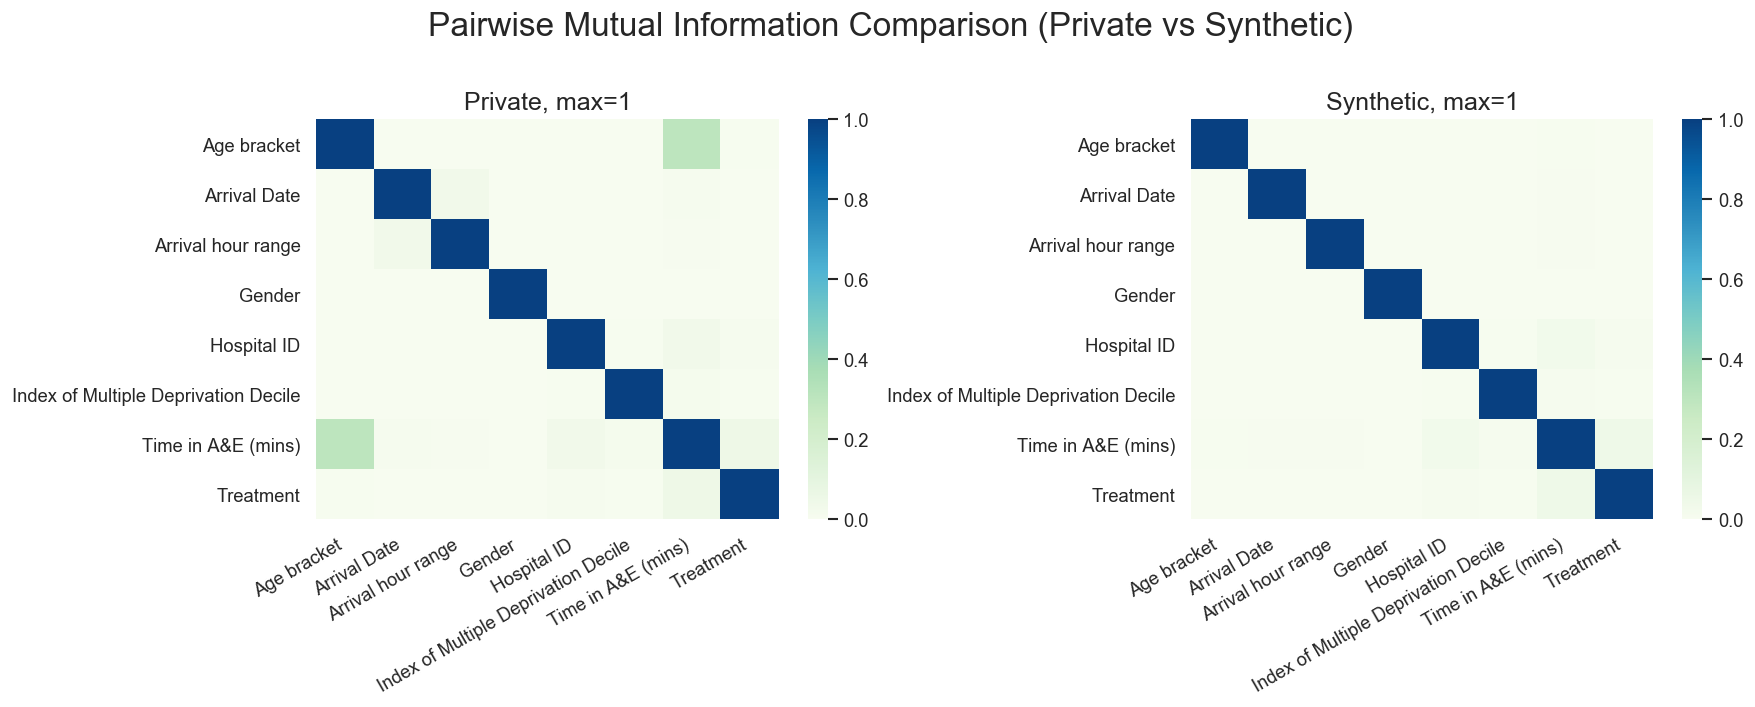 Pairwise Mutual Information Comparison (Private vs Synthetic)
Private, max=1
Age bracket
Arrival Date
Arrival hour range
Gender
Hospital ID
Index of Multiple Deprivation Decile
Time in A&E (mins)
Treatment
Age bracket
Arrival Date
Arrival hour range
Gender
Hospital ID
Index of Multiple Deprivation Decile
Time in A&E (mins)
Treatment
1.0
0.8
0.6
0.4
0.2
0.0
Synthetic, max=1
Age bracket
Arrival Date
Arrival hour range
Gender
Hospital ID
Index of Multiple Deprivation Decile
Time in A&E (mins)
Treatment
Age bracket
Arrival Date
Arrival hour range
Gender
Hospital ID
Index of Multiple Deprivation Decile
Time in A&E (mins)
Treatment
1.0
0.8
0.6
0.4
0.2
0.0